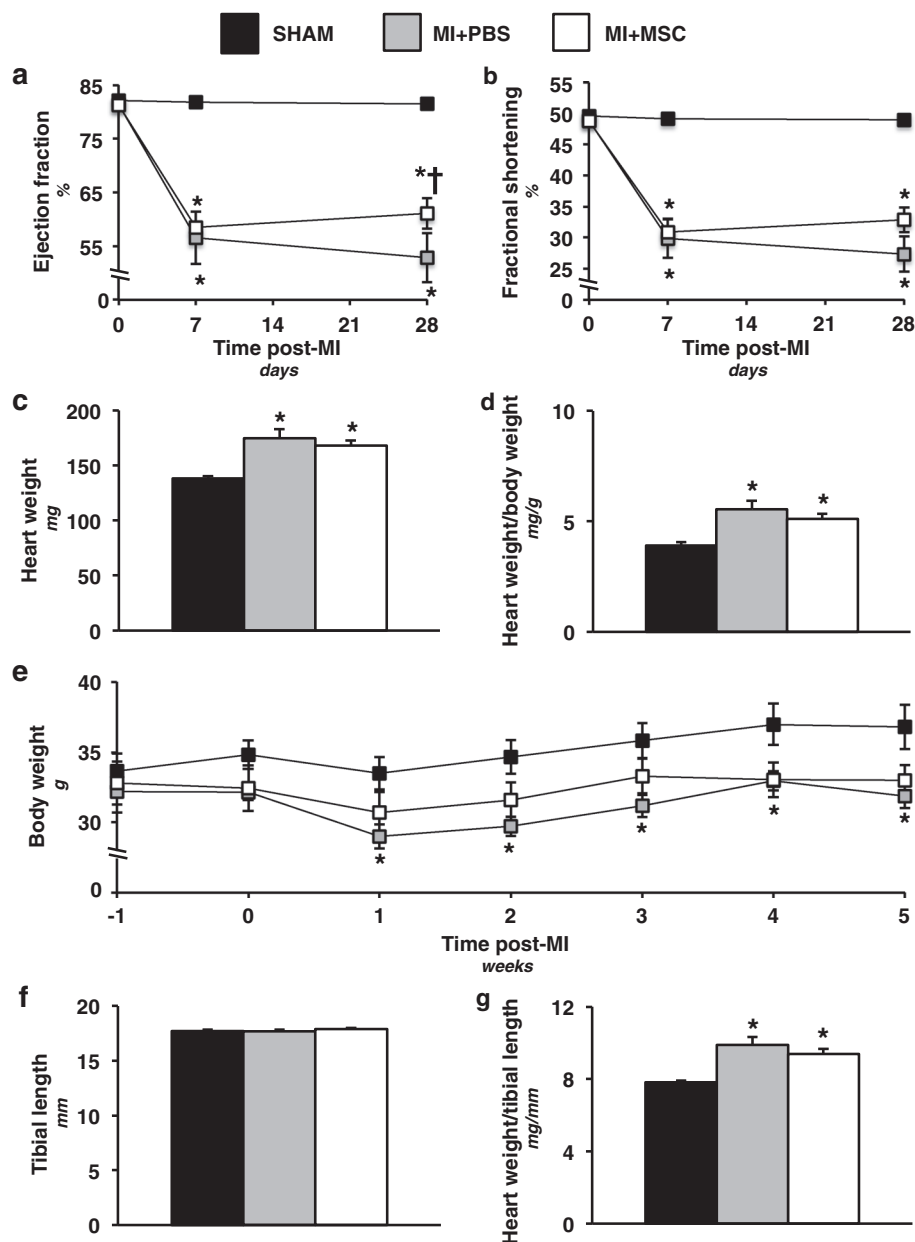 SHAM MI+PBS MI+MSC
a
85
75
65
55
0
Ejection fraction
%
*
*
*†
*
0 7 14 21 28
Time post-MI
days
b
55
50
45
40
35
30
25
0
Fractional shortening
%
*
*
*
*
0 7 14 21 28
Time post-MI
days
c
200
150
100
50
0
Heart weight
mg
* *
d
10
5
0
Heart weight/body weight
mg/g
* *
e
40
35
30
0
Body weight
g
* * * * *
-1 0 1 2 3 4 5
Time post-MI
weeks
f
20
15
10
5
0
Tibial length
mm
g
12
8
4
0
Heart weight/tibial length
mg/mm
* *